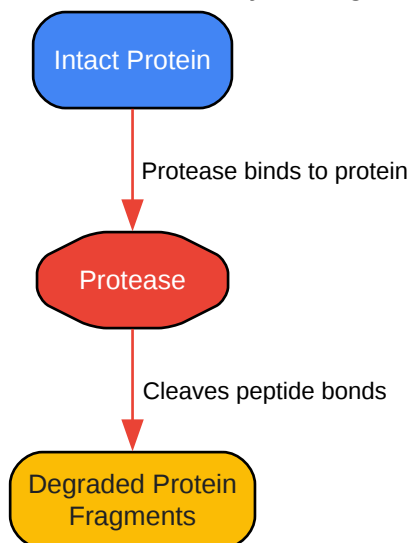 Intact Protein
Protease binds to protein
Protease
Cleaves peptide bonds
Degraded Protein
Fragments